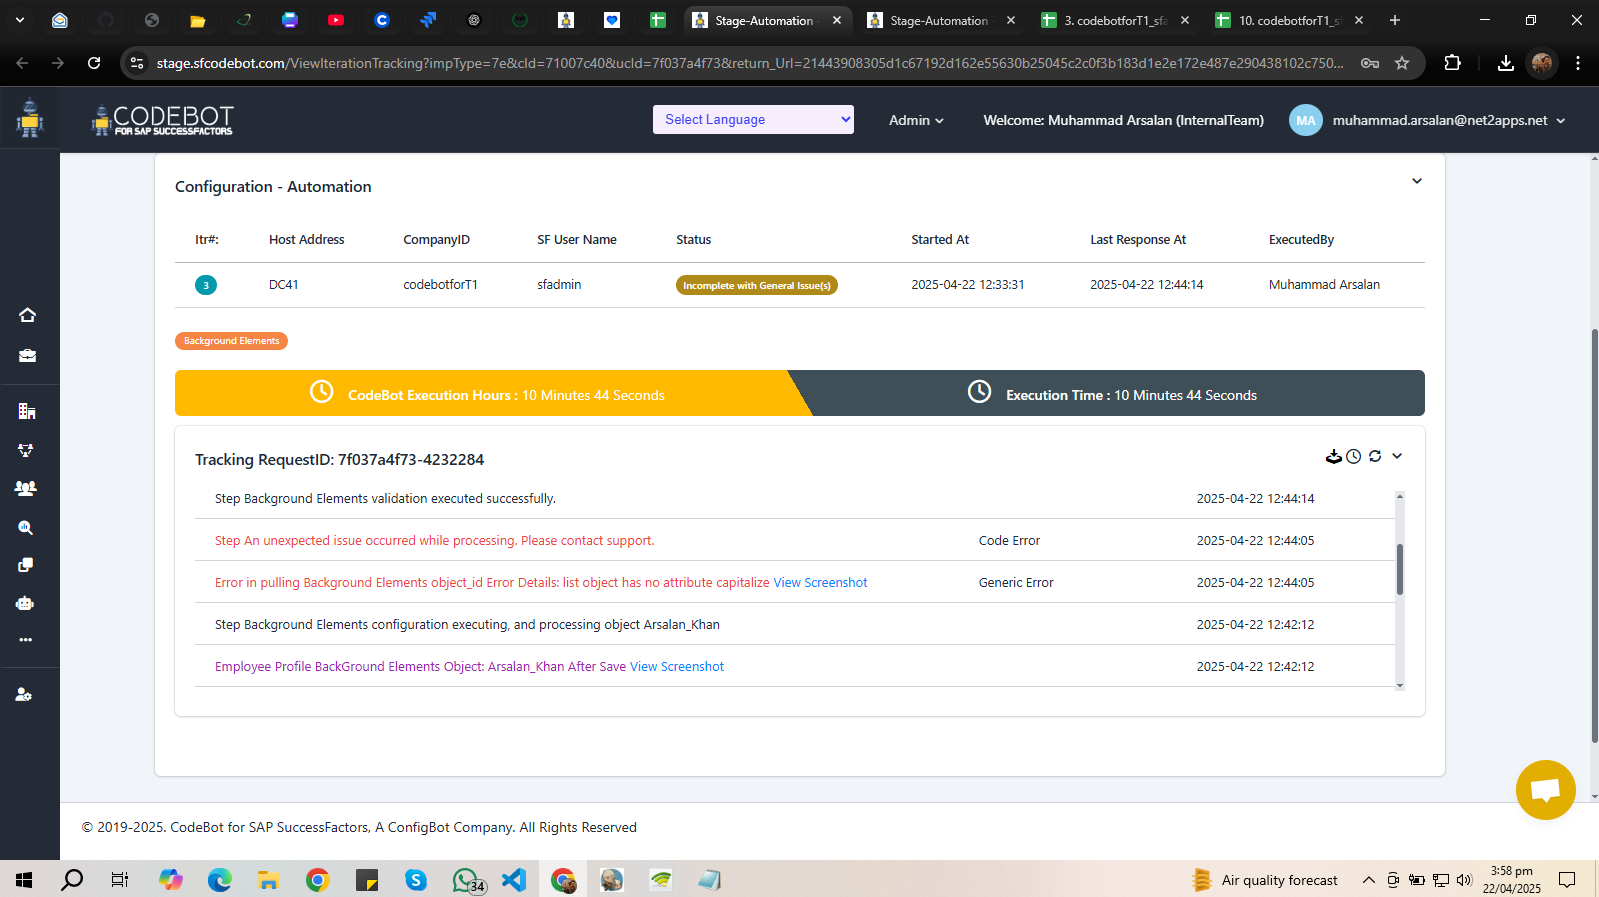 Stage-Automation
Stage-Automation
3. codebotforT1_sfa
10. codebotforT1_s
stage.sfcodebot.com/ViewIterationTracking?impType=7e&cId=71007c40&ucId=7f037a4f73&return_Url=21443908305d1c67192d162e55630b25045c2c0f3b183d1e2e172e487e290438102c750...
CODEBOT
FOR SAP SUCCESSFACTORS
Select Language
Admin
Welcome: Muhammad Arsalan (InternalTeam)
MA
muhammad.arsalan@net2apps.net
Configuration - Automation
Itr#: Host Address CompanyID SF User Name Status Started At Last Response At ExecutedBy
3 DC41 codebotforT1 sfadmin Incomplete with General Issue(s) 2025-04-22 12:33:31 2025-04-22 12:44:14 Muhammad Arsalan
Background Elements
CodeBot Execution Hours : 10 Minutes 44 Seconds
Execution Time : 10 Minutes 44 Seconds
Tracking RequestID: 7f037a4f73-4232284
Step Background Elements validation executed successfully. 2025-04-22 12:44:14
Step An unexpected issue occurred while processing. Please contact support. Code Error 2025-04-22 12:44:05
Error in pulling Background Elements object_id Error Details: list object has no attribute capitalize View Screenshot Generic Error 2025-04-22 12:44:05
Step Background Elements configuration executing, and processing object Arsalan_Khan 2025-04-22 12:42:12
Employee Profile BackGround Elements Object: Arsalan_Khan After Save View Screenshot 2025-04-22 12:42:12
© 2019-2025. CodeBot for SAP SuccessFactors, A ConfigBot Company. All Rights Reserved
34
Air quality forecast
3:58 pm
22/04/2025